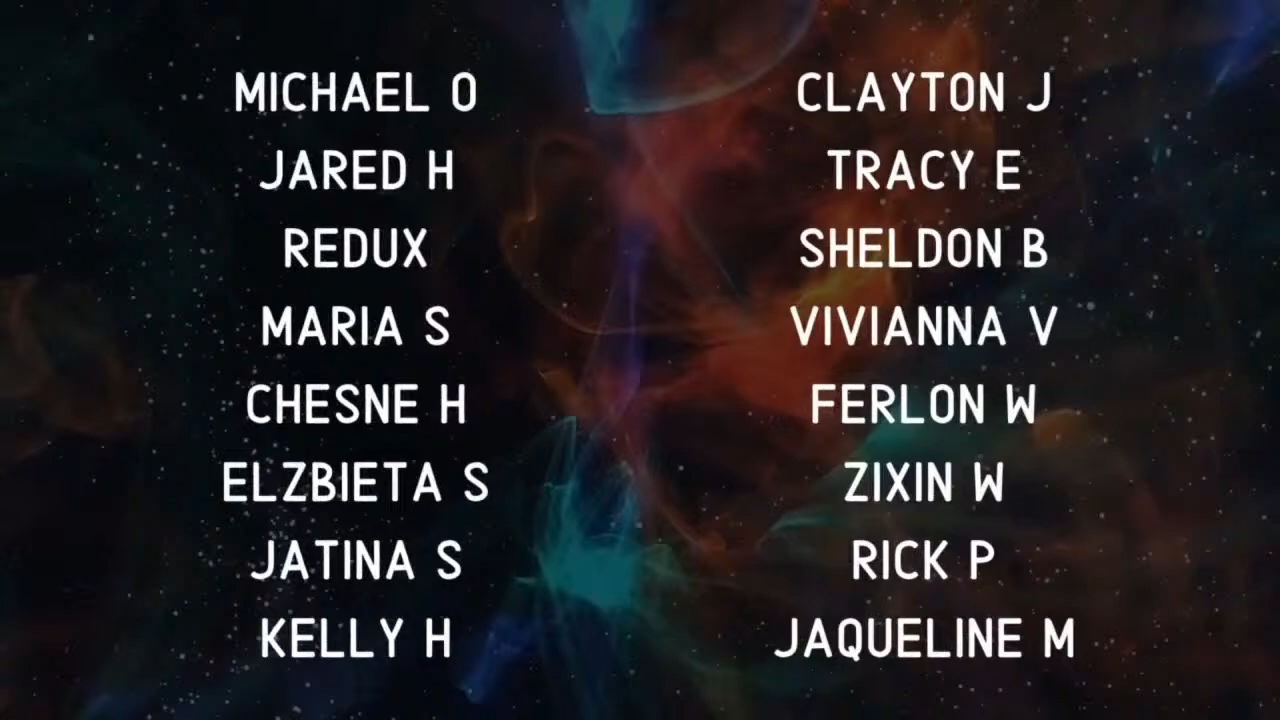 MICHAEL O
JARED H
REDUX
MARIA S
CHESNE H
ELZBIETA S
JATINA S
KELLY H
CLAYTON J
TRACY E
SHELDON B
VIVIANNA V
FERLON W
ZIXIN W
RICK P
JAQUELINE M